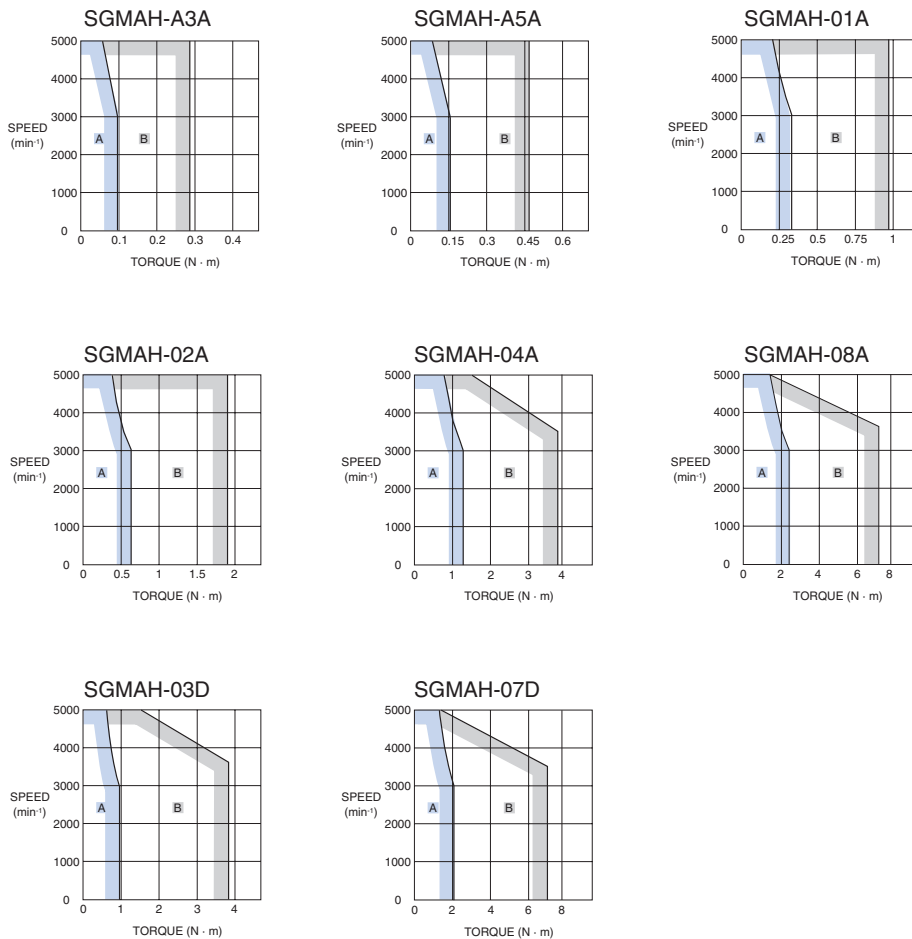 SGMAH-A3A
5000
4000
3000
SPEED
(min-1)
A
B
2000
1000
0
0 0.1 0.2 0.3 0.4
TORQUE (N · m)
SGMAH-A5A
5000
4000
3000
SPEED
(min-1)
A
B
2000
1000
0
0 0.15 0.3 0.45 0.6
TORQUE (N · m)
SGMAH-01A
5000
4000
3000
SPEED
(min-1)
A
B
2000
1000
0
0 0.25 0.5 0.75 1
TORQUE (N · m)
SGMAH-02A
5000
4000
3000
SPEED
(min-1)
A
B
2000
1000
0
0 0.5 1 1.5 2
TORQUE (N · m)
SGMAH-04A
5000
4000
3000
SPEED
(min-1)
A
B
2000
1000
0
0 1 2 3 4
TORQUE (N · m)
SGMAH-08A
5000
4000
3000
SPEED
(min-1)
A
B
2000
1000
0
0 2 4 6 8
TORQUE (N · m)
SGMAH-03D
5000
4000
3000
SPEED
(min-1)
A
B
2000
1000
0
0 1 2 3 4
TORQUE (N · m)
SGMAH-07D
5000
4000
3000
SPEED
(min-1)
A
B
2000
1000
0
0 2 4 6 8
TORQUE (N · m)